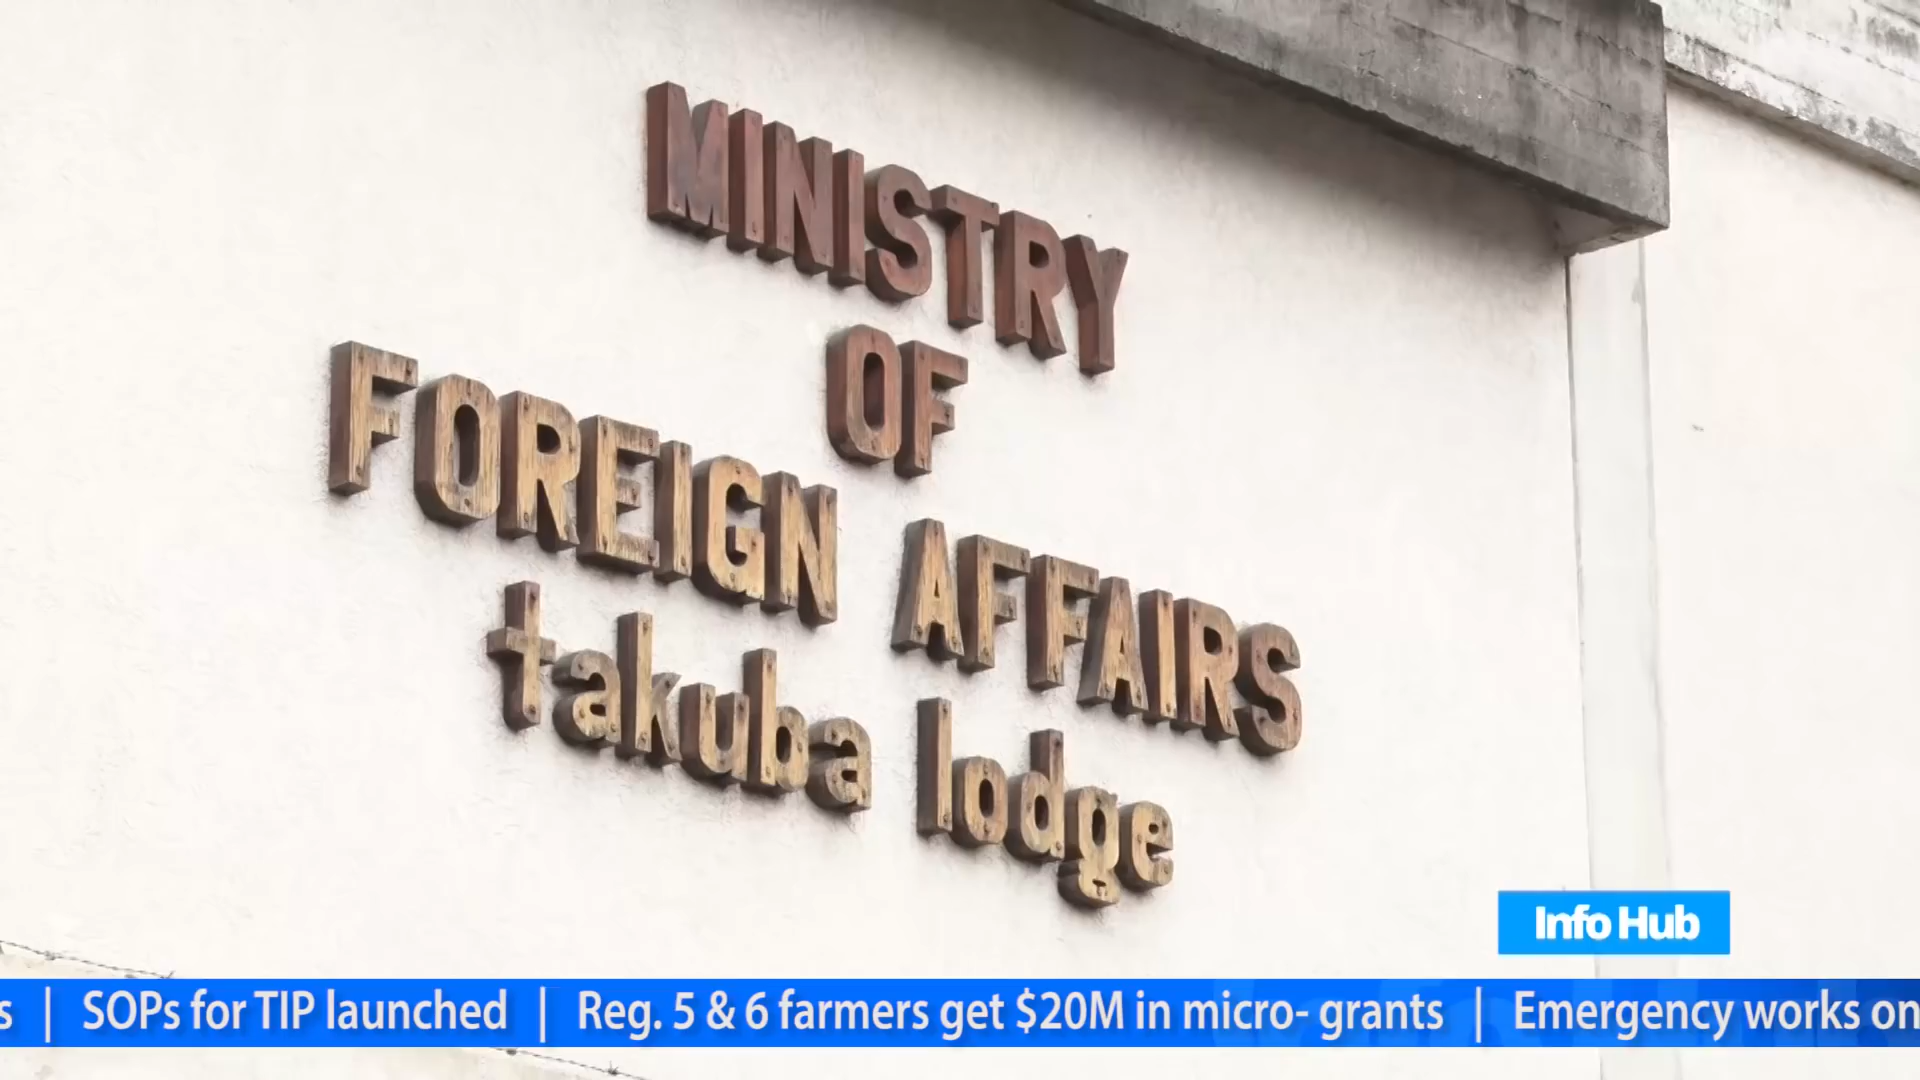 MINISTRY
OF
FOREIGN AFFAIRS
takuba lodge
Info Hub
s | SOPs for TIP launched | Reg. 5 & 6 farmers get $20M in micro- grants | Emergency works on